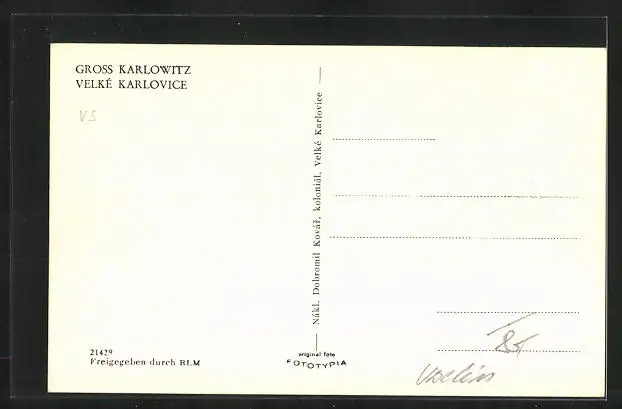 GROSS KARLOWITZ
VELKÉ KARLOVICE
Nákl. Dobromil Kovář, koloniál, Velké Karlovice
21429
Freigegeben durch RLM
original foto
FOTOTYPIA